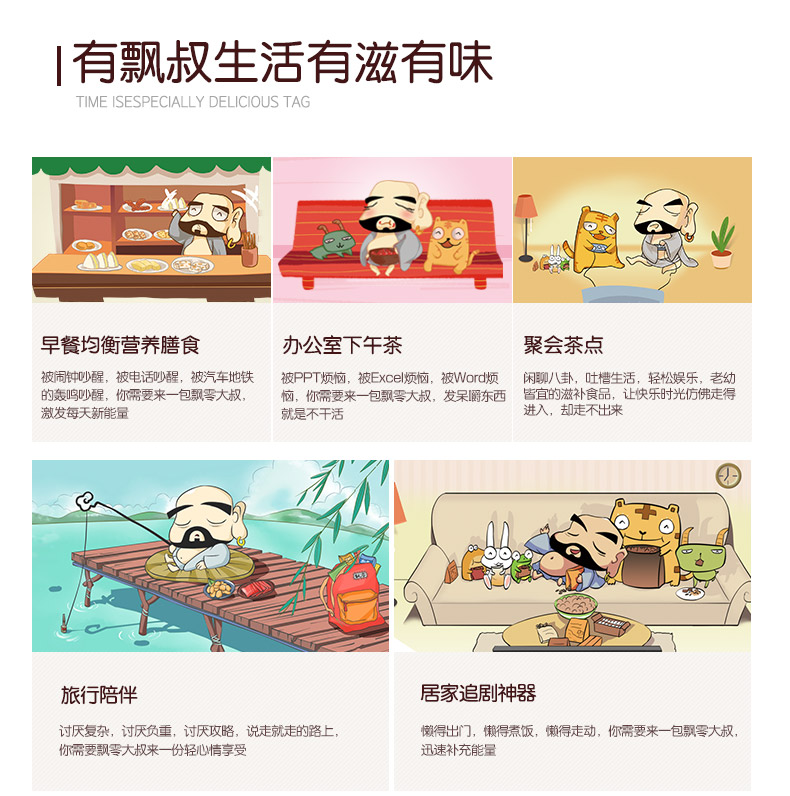 有飘叔生活有滋有味
TIME ISESPECIALLY DELICIOUS TAG
早餐均衡营养膳食
被闹钟吵醒，被电话吵醒，被汽车地铁
的轰鸣吵醒，你需要来一包飘零大叔，
激发每天新能量
办公室下午茶
被PPT烦恼，被Excel烦恼，被Word烦
恼，你需要来一包飘零大叔，发呆嚼东西
就是不干活
聚会茶点
闲聊八卦，吐槽生活，轻松娱乐，老幼
皆宜的滋补食品，让快乐时光仿佛走得
进入，却走不出来
旅行陪伴
讨厌复杂，讨厌负重，讨厌攻略，说走就走的路上，
你需要飘零大叔来一份轻心情享受
居家追剧神器
懒得出门，懒得煮饭，懒得走动，你需要来一包飘零大叔，
迅速补充能量